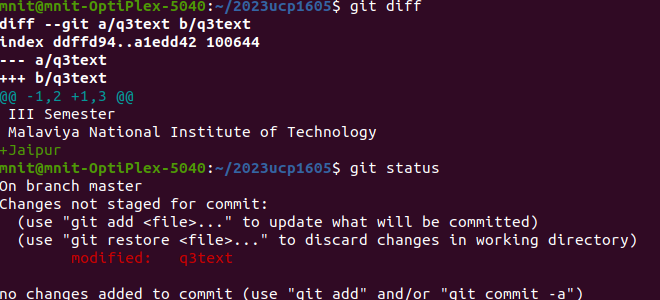 mnit@mnit-OptiPlex-5040:~/2023ucp1605$ git diff
diff --git a/q3text b/q3text
index ddffd94..a1edd42 100644
--- a/q3text
+++ b/q3text
@@ -1,2 +1,3 @@
 III Semester
 Malaviya National Institute of Technology
+Jaipur
mnit@mnit-OptiPlex-5040:~/2023ucp1605$ git status
On branch master
Changes not staged for commit:
  (use "git add <file>..." to update what will be committed)
  (use "git restore <file>..." to discard changes in working directory)
        modified:   q3text
no changes added to commit (use "git add" and/or "git commit -a")